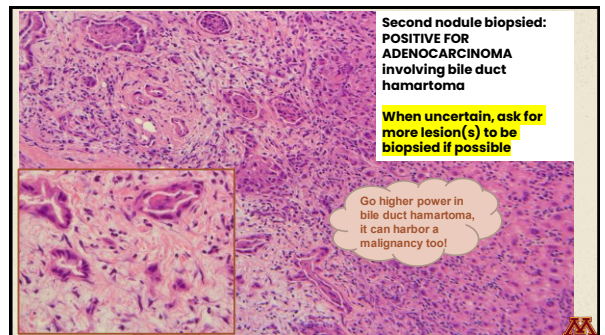 Second nodule biopsied:
POSITIVE FOR
ADENOCARCINOMA
involving bile duct
hamartoma
When uncertain, ask for
more lesion(s) to be
biopsied if possible
Go higher power in
bile duct hamartoma,
it can harbor a
malignancy too!
M